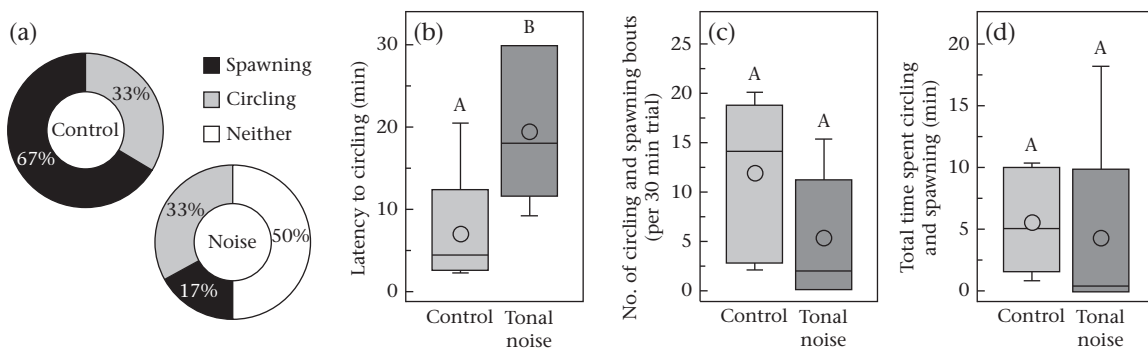 (a)
Spawning
Circling
Neither
33%
Control
67%
33%
Noise
50%
17%
(b)
Latency to circling (min)
30
20
10
0
A
B
Control
Tonal
noise
(c)
No. of circling and spawning bouts
(per 30 min trial)
25
20
15
10
5
0
A
A
Control
Tonal
noise
(d)
Total time spent circling
and spawning (min)
20
15
10
5
0
A
A
Control
Tonal
noise